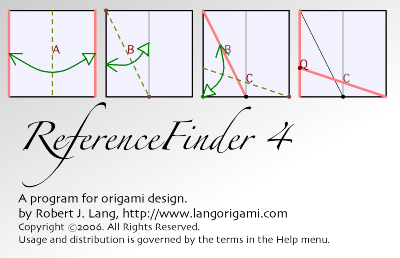 A
B
B
C
Q
C
ReferenceFinder 4
A program for origami design.
by Robert J. Lang, http://www.langorigami.com
Copyright ©2006. All Rights Reserved.
Usage and distribution is governed by the terms in the Help menu.